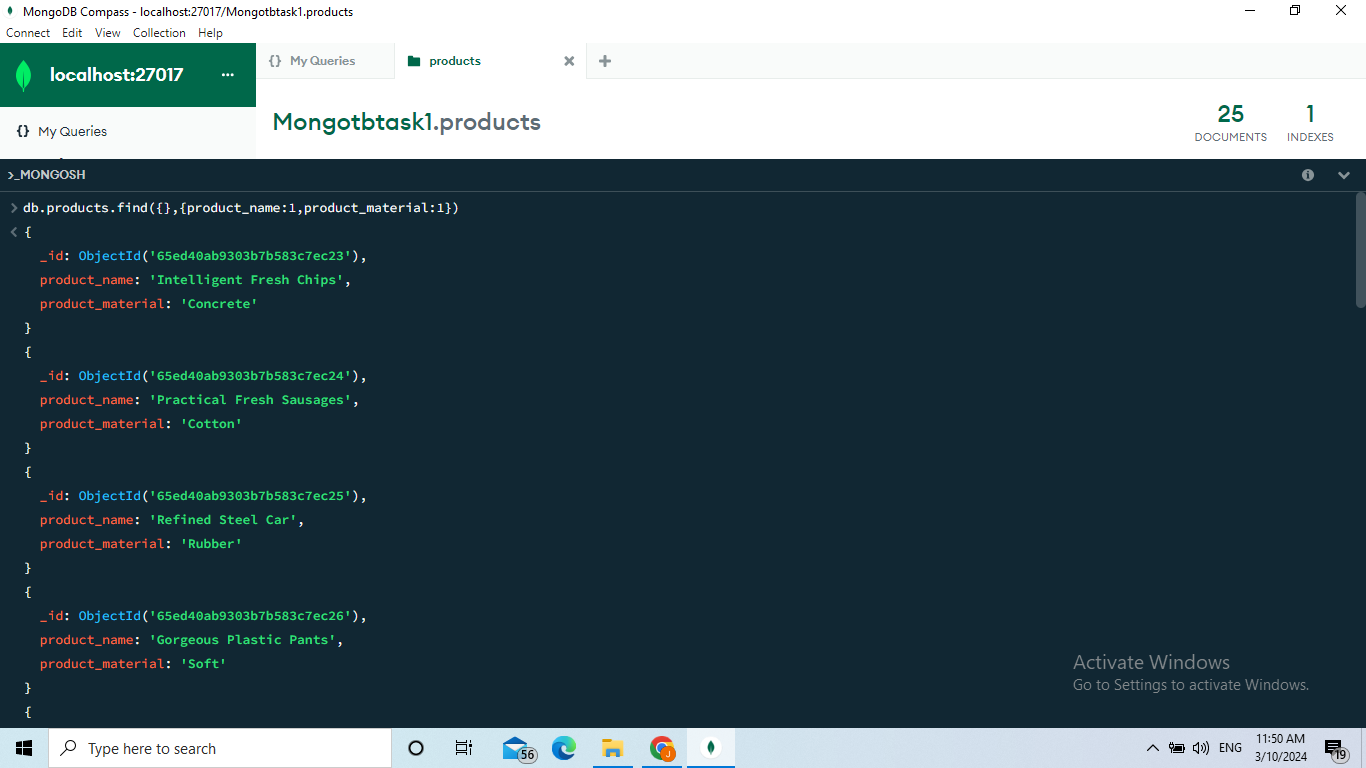 MongoDB Compass - localhost:27017/Mongotbtask1.products
Connect Edit View Collection Help
localhost:27017 ...
{} My Queries
products
{} My Queries
Mongotbtask1.products
25
DOCUMENTS
1
INDEXES
>_MONGOSH
> db.products.find({},{product_name:1,product_material:1})
< {
_id: ObjectId('65ed40ab9303b7b583c7ec23'),
product_name: 'Intelligent Fresh Chips',
product_material: 'Concrete'
}
{
_id: ObjectId('65ed40ab9303b7b583c7ec24'),
product_name: 'Practical Fresh Sausages',
product_material: 'Cotton'
}
{
_id: ObjectId('65ed40ab9303b7b583c7ec25'),
product_name: 'Refined Steel Car',
product_material: 'Rubber'
}
{
_id: ObjectId('65ed40ab9303b7b583c7ec26'),
product_name: 'Gorgeous Plastic Pants',
product_material: 'Soft'
}
{
Activate Windows
Go to Settings to activate Windows.
Type here to search
56
J
ENG
11:50 AM
3/10/2024
19